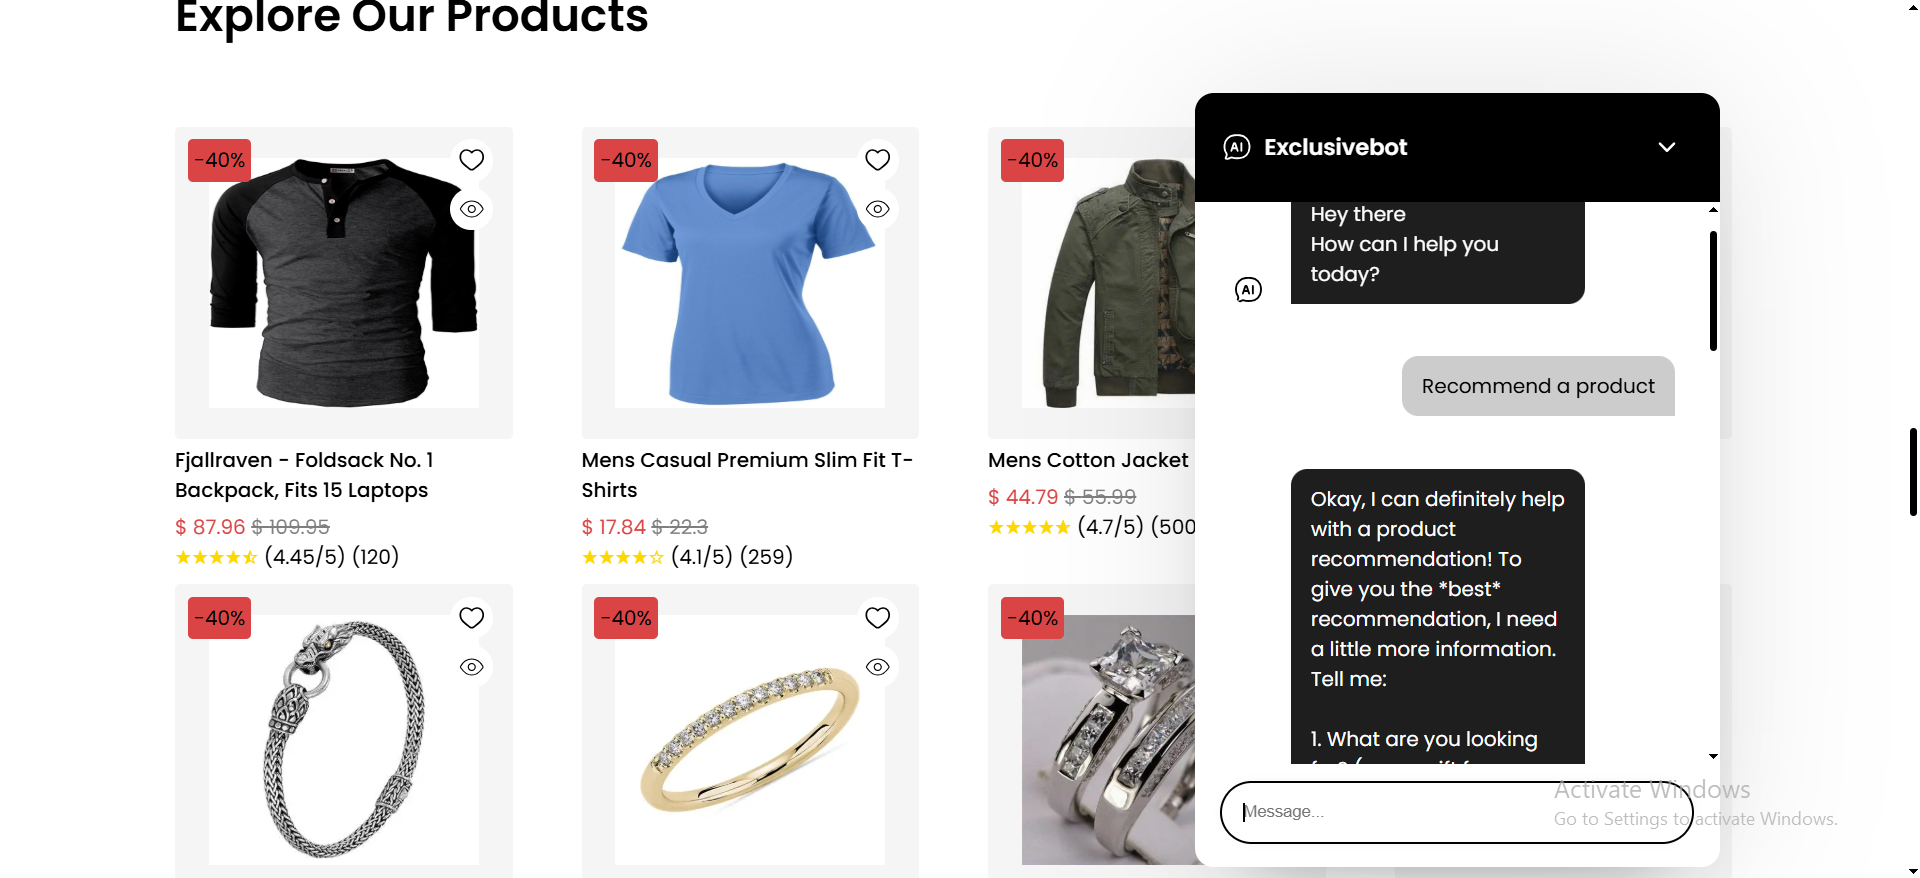 Explore Our Products
-40%
Fjallraven - Foldsack No. 1
Backpack, Fits 15 Laptops
$ 87.96 $ 109.95
(4.45/5) (120)
-40%
Mens Casual Premium Slim Fit T-
Shirts
$ 17.84 $ 22.3
(4.1/5) (259)
-40%
Mens Cotton Jacket
$ 44.79 $ 55.99
(4.7/5) (500
-40%
-40%
-40%
AI Exclusivebot
Hey there
How can I help you
today?
AI
Recommend a product
Okay, I can definitely help
with a product
recommendation! To
give you the *best*
recommendation, I need
a little more information.
Tell me:
1. What are you looking
Message...
Activate Windows
Go to Settings to activate Windows.